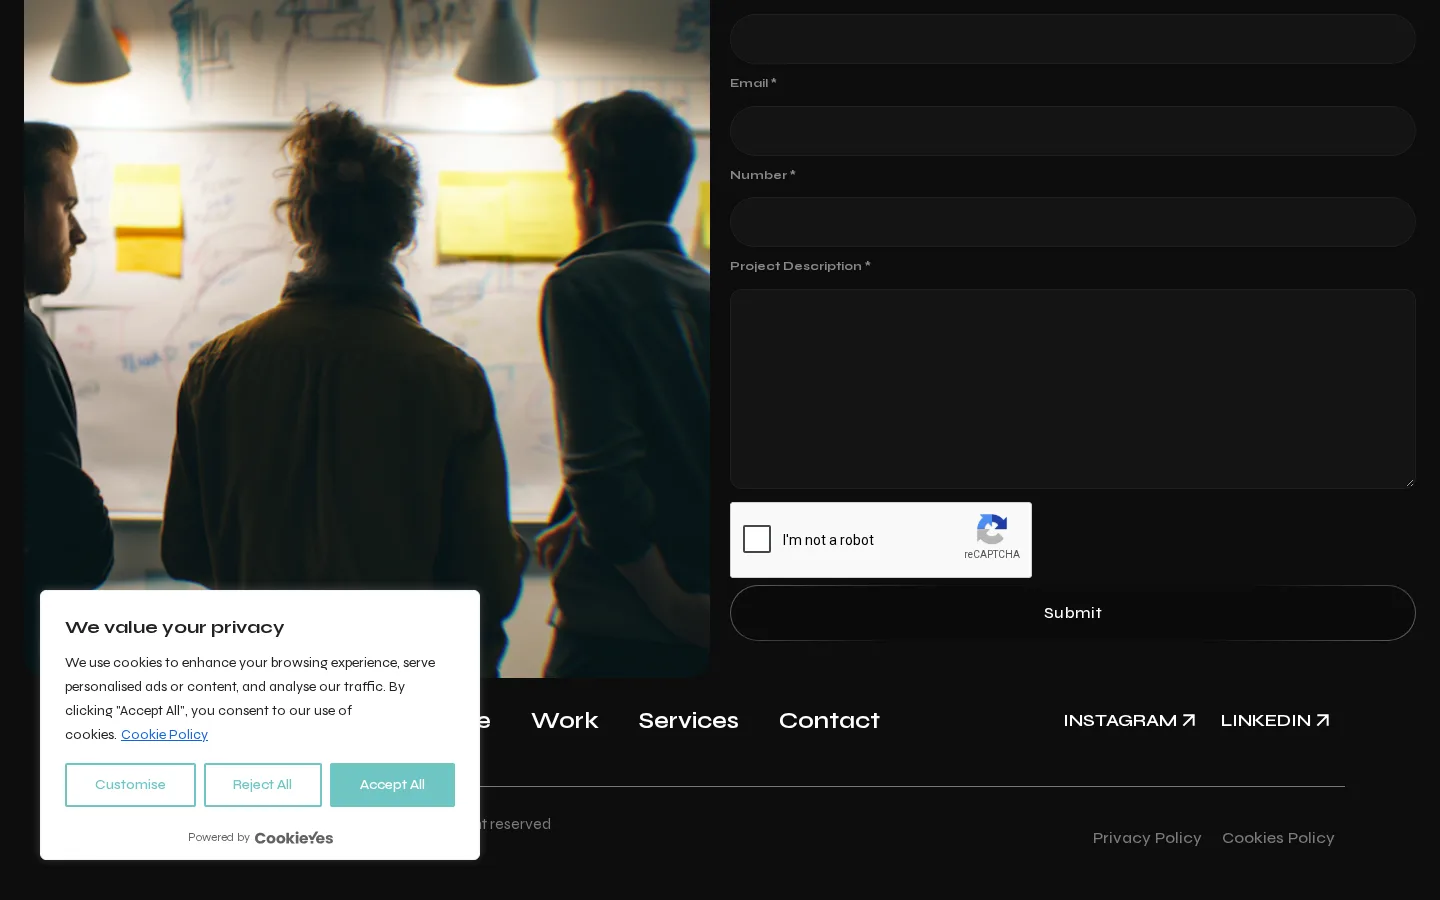 Email *
Number *
Project Description *
I'm not a robot
reCAPTCHA
Submit
We value your privacy
We use cookies to enhance your browsing experience, serve
personalised ads or content, and analyse our traffic. By
clicking "Accept All", you consent to our use of
cookies. Cookie Policy
Customise Reject All Accept All
Powered by CookieYes
Work Services Contact
INSTAGRAM LINKEDIN
reserved
Privacy Policy Cookies Policy